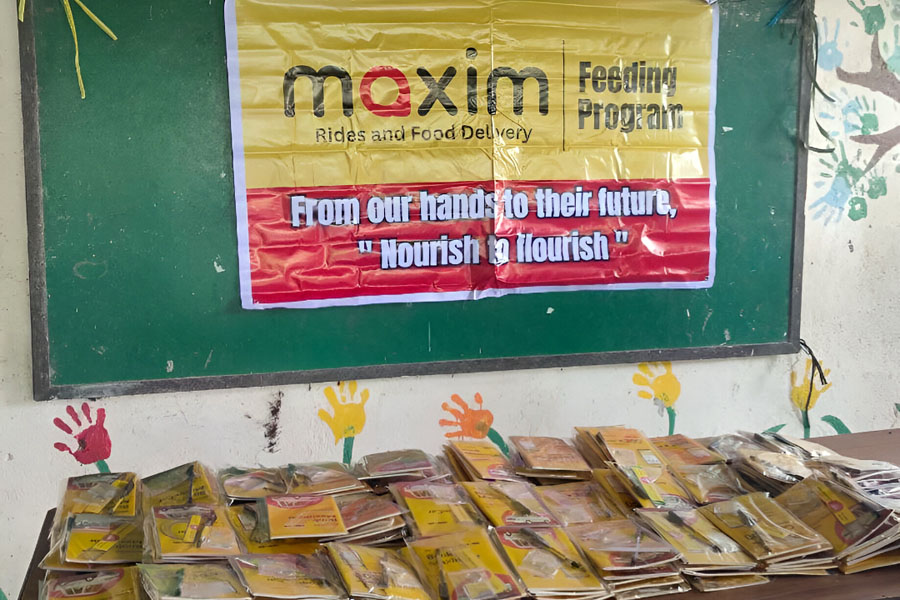 maxim
Rides and Food Delivery
Feeding
Program
From our hands to their future,
" Nourish to flourish "